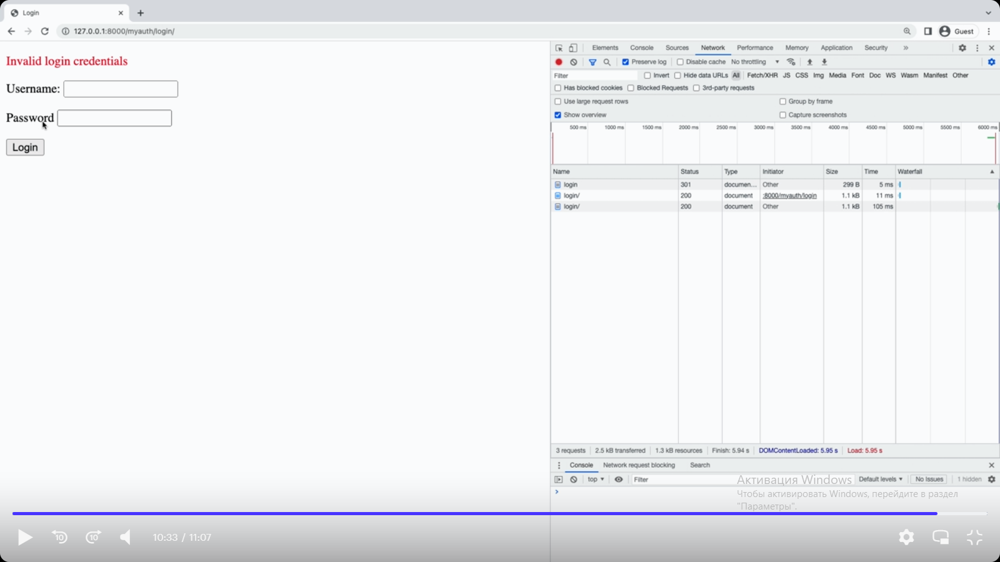 Login
127.0.0.1:8000/myauth/login/
Guest
Invalid login credentials
Username:
Password
Login
Elements Console Sources Network Performance Memory Application Security »
Preserve log Disable cache No throttling
Filter Invert Hide data URLs All Fetch/XHR JS CSS Img Media Font Doc WS Wasm Manifest Other
Has blocked cookies Blocked Requests 3rd-party requests
Use large request rows Group by frame
Show overview Capture screenshots
500 ms 1000 ms 1500 ms 2000 ms 2500 ms 3000 ms 3500 ms 4000 ms 4500 ms 5000 ms 5500 ms 6000 ms
Name Status Type Initiator Size Time Waterfall
login 301 documen... Other 299 B 5 ms
login/ 200 document :8000/myauth/login 1.1 kB 11 ms
login/ 200 document Other 1.1 kB 105 ms
3 requests 2.5 kB transferred 1.3 kB resources Finish: 5.94 s DOMContentLoaded: 5.95 s Load: 5.95 s
Console Network request blocking Search
top Filter Default levels No Issues 1 hidden
Активация Windows
Чтобы активировать Windows, перейдите в раздел
"Параметры".
10 10 10:33 / 11:07